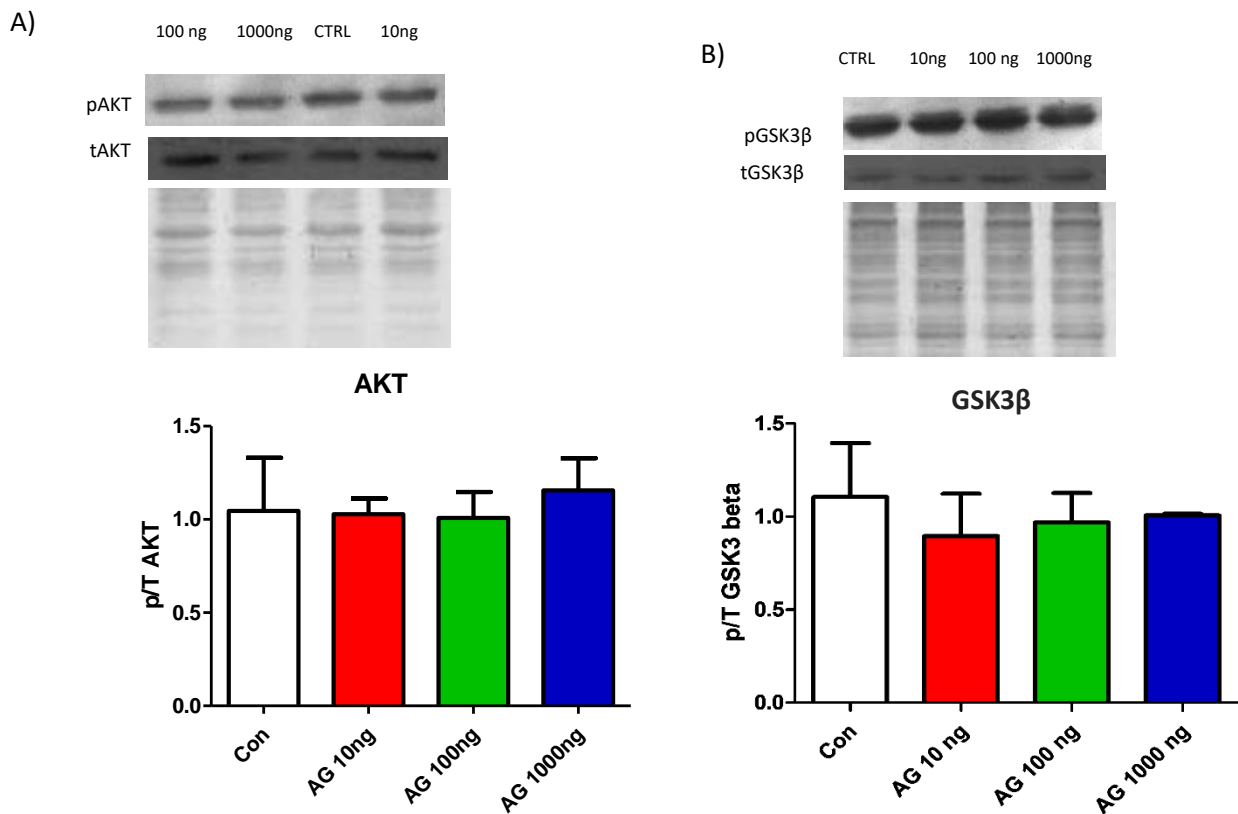 A)
100 ng 1000ng CTRL 10ng
pAKT
tAKT
AKT
p/T AKT
1.5
1.0
0.5
0.0
Con
AG 10ng
AG 100ng
AG 1000ng
B)
CTRL 10ng 100 ng 1000ng
pGSK3β
tGSK3β
GSK3β
p/T GSK3 beta
1.5
1.0
0.5
0.0
Con
AG 10 ng
AG 100 ng
AG 1000 ng